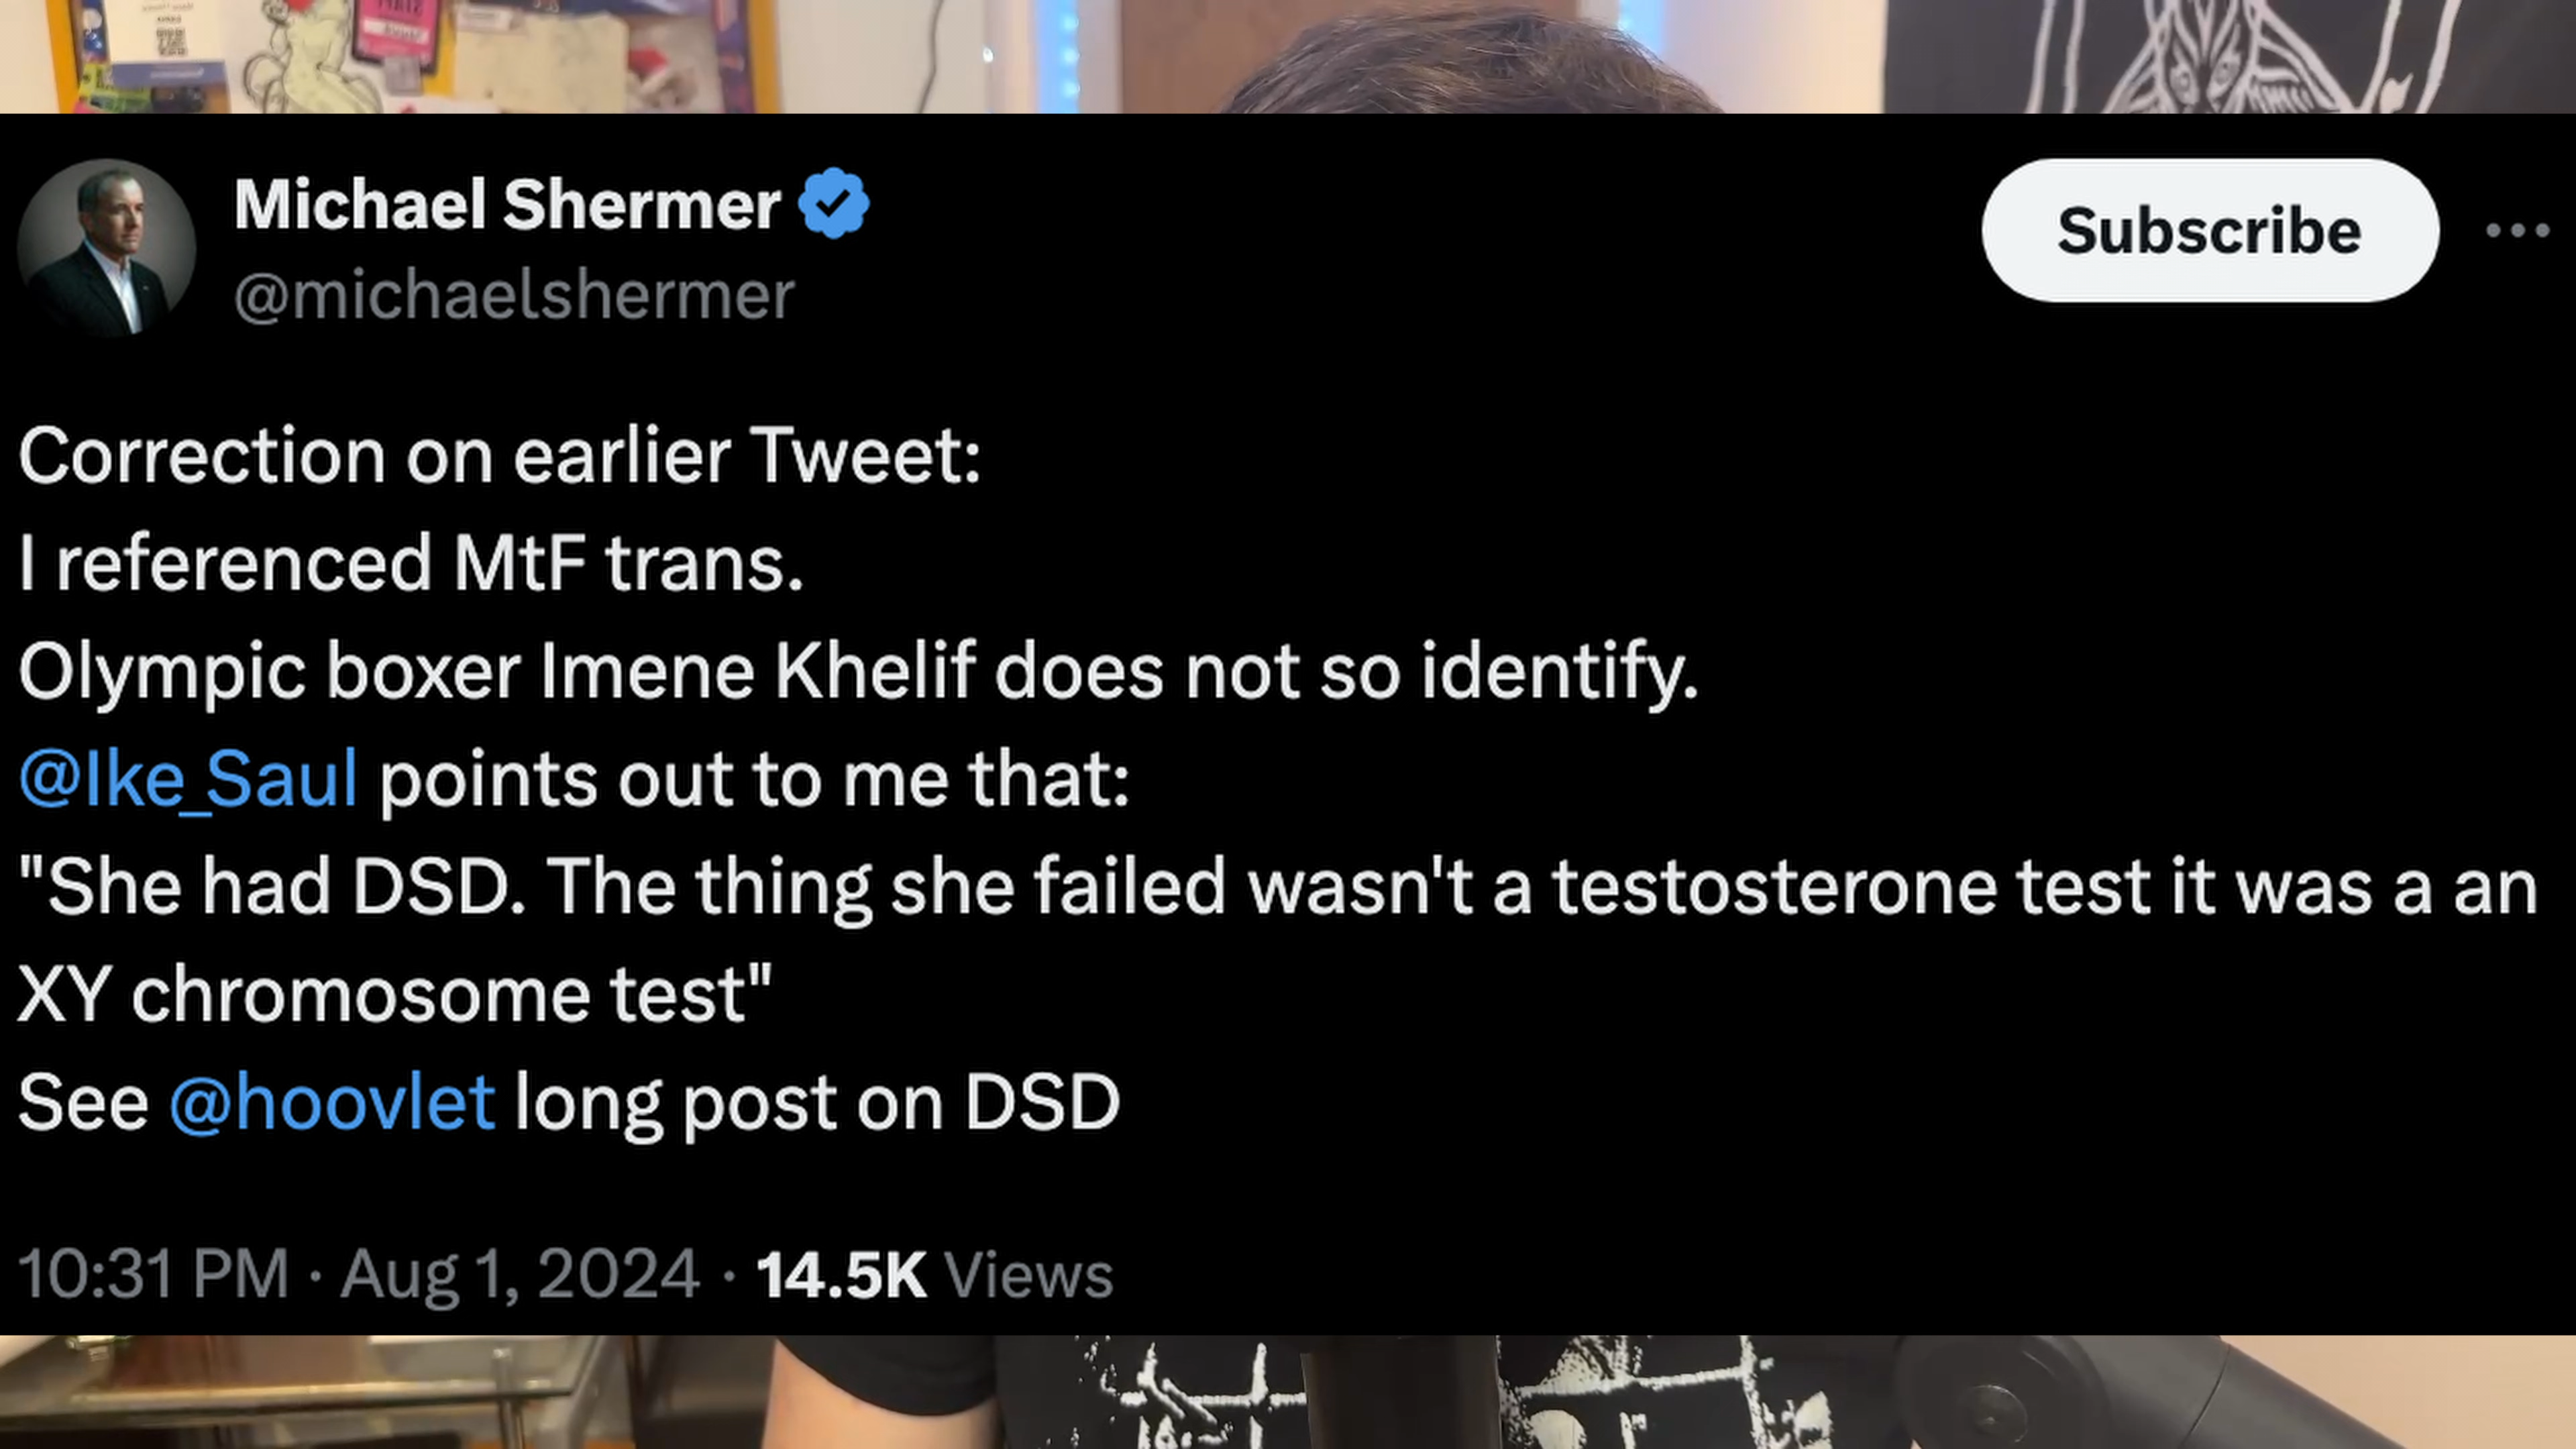 Michael Shermer
@michaelshermer
Subscribe
Correction on earlier Tweet:
I referenced MtF trans.
Olympic boxer Imene Khelif does not so identify.
@Ike_Saul points out to me that:
"She had DSD. The thing she failed wasn't a testosterone test it was a an
XY chromosome test"
See @hoovlet long post on DSD
10:31 PM · Aug 1, 2024 · 14.5K Views